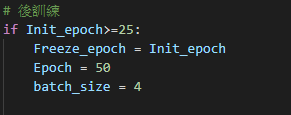 # 後訓練
if Init_epoch>=25:
    Freeze_epoch = Init_epoch
    Epoch = 50
    batch_size = 4